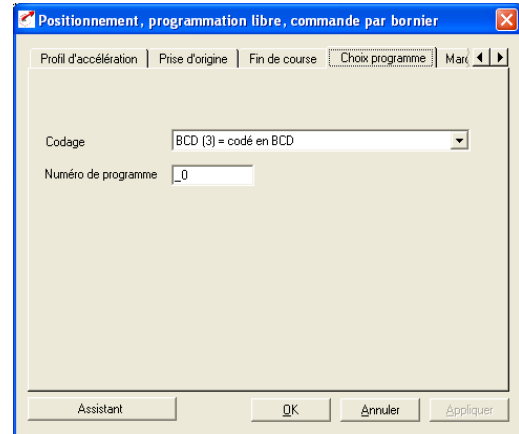 Positionnement, programmation libre, commande par bornier
Profil d'accélération Prise d'origine Fin de course Choix programme Marc
Codage BCD (3) = codé en BCD
Numéro de programme _0
Assistant OK Annuler Appliquer